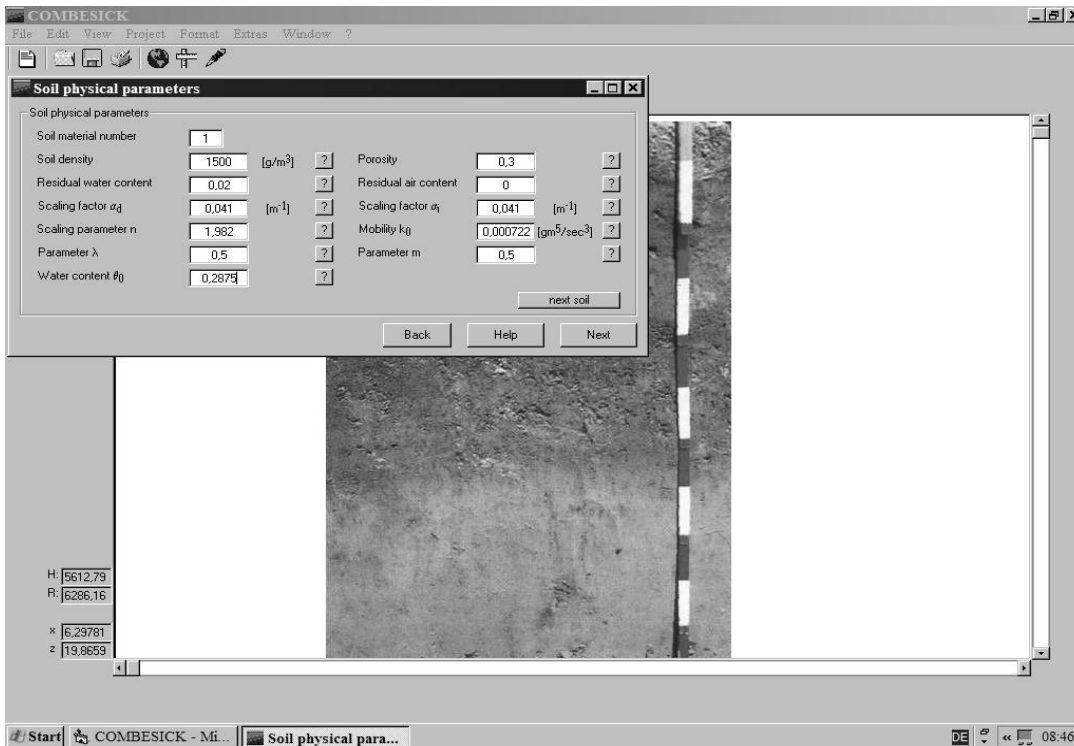 COMBESICK
File Edit View Project Format Extras Window ?
Soil physical parameters
Soil physical parameters
Soil material number 1
Soil density 1500 [g/m³] ? Porosity 0,3 ?
Residual water content 0,02 ? Residual air content 0 ?
Scaling factor αd 0,041 [m⁻¹] ? Scaling factor αi 0,041 [m⁻¹] ?
Scaling parameter n 1,982 ? Mobility k0 0,000722 [gm⁵/sec³] ?
Parameter λ 0,5 ? Parameter m 0,5 ?
Water content θ0 0,2875 ?
next soil
Back Help Next
H: 5612,79
R: 6286,16
x 6,29781
z 19,8659
Start COMBESICK - Mi... Soil physical para... DE « 08:46